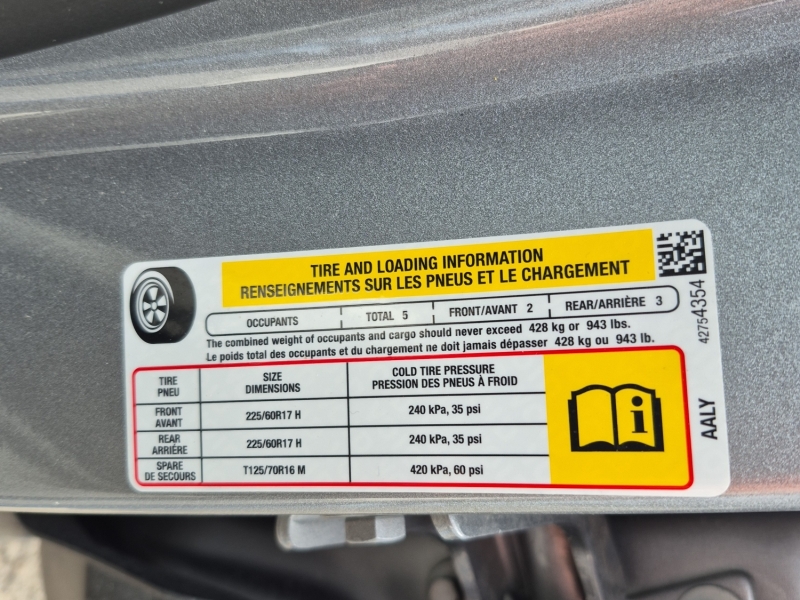 TIRE AND LOADING INFORMATION
RENSEIGNEMENTS SUR LES PNEUS ET LE CHARGEMENT
OCCUPANTS TOTAL 5 FRONT/AVANT 2 REAR/ARRIÈRE 3
The combined weight of occupants and cargo should never exceed 428 kg or 943 lbs.
Le poids total des occupants et du chargement ne doit jamais dépasser 428 kg ou 943 lb.
TIRE
PNEU
SIZE
DIMENSIONS
COLD TIRE PRESSURE
PRESSION DES PNEUS À FROID
FRONT
AVANT
225/60R17 H
240 kPa, 35 psi
REAR
ARRIÈRE
225/60R17 H
240 kPa, 35 psi
SPARE
DE SECOURS
T125/70R16 M
420 kPa, 60 psi
i
42754354
AALY